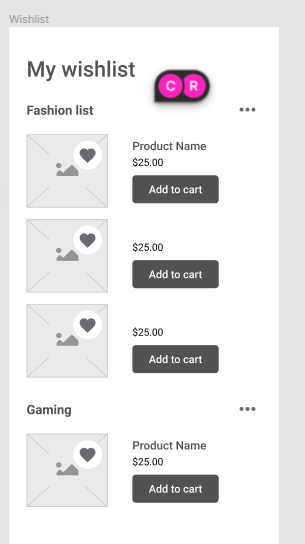 Wishlist
My wishlist
C R
Fashion list
Product Name
$25.00
Add to cart
$25.00
Add to cart
$25.00
Add to cart
Gaming
Product Name
$25.00
Add to cart